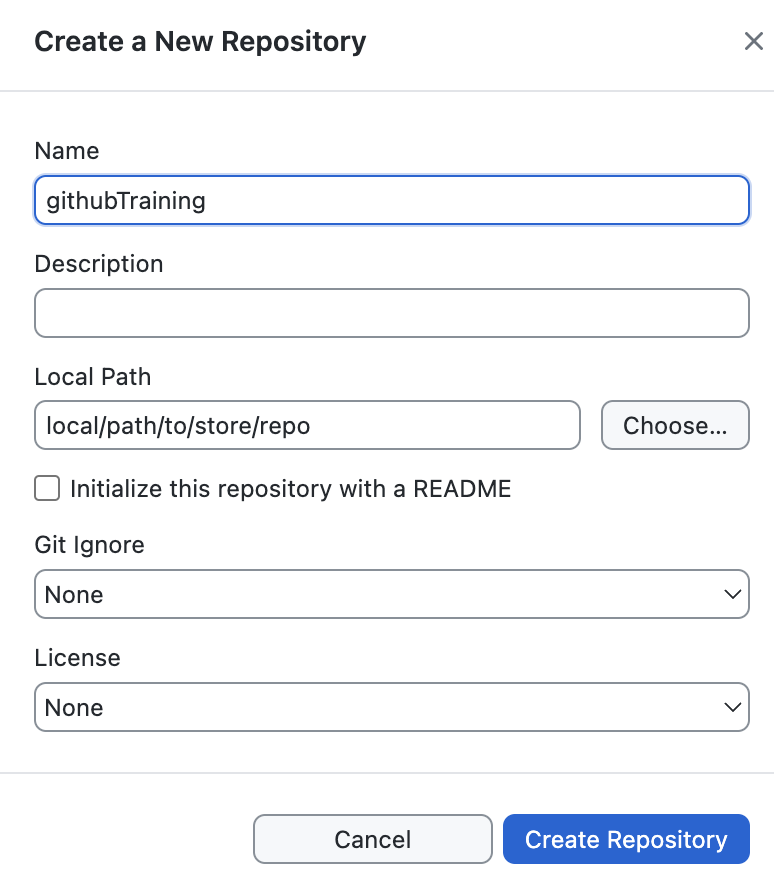 Create a New Repository
Name
githubTraining
Description
Local Path
local/path/to/store/repo
Choose...
Initialize this repository with a README
Git Ignore
None
License
None
Cancel
Create Repository